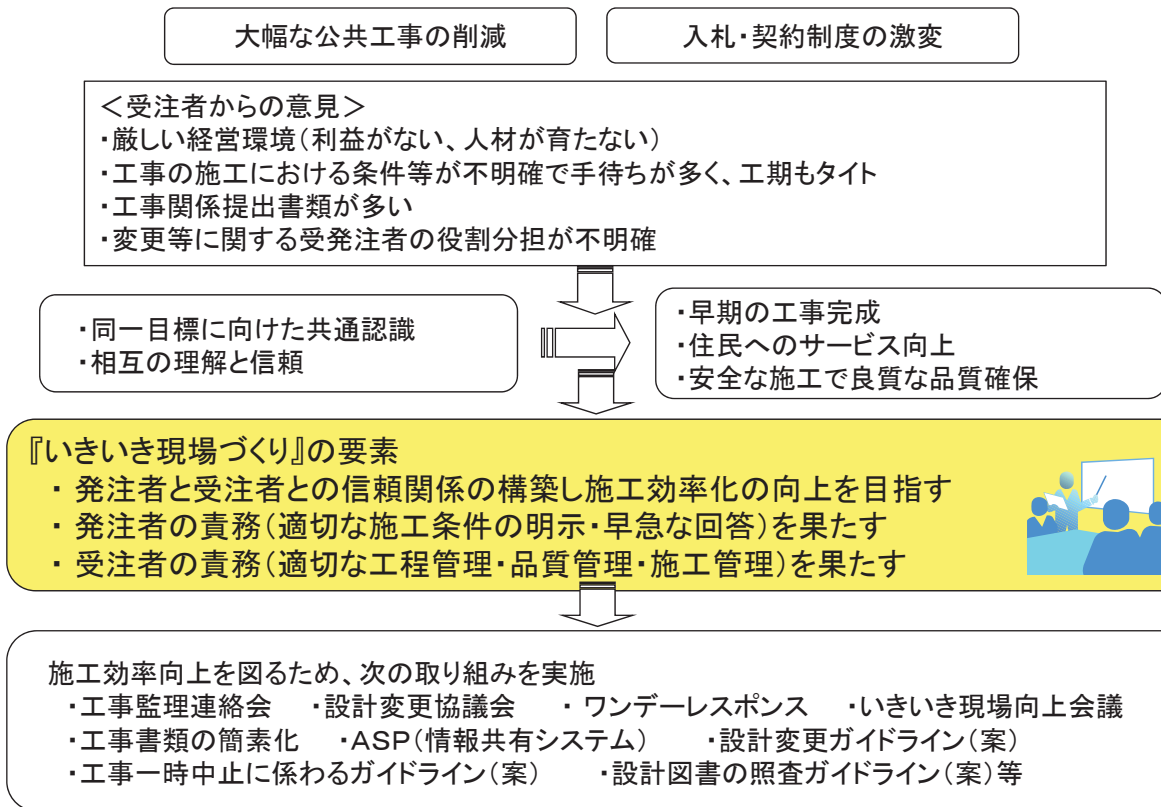 大幅な公共工事の削減
入札・契約制度の激変
＜受注者からの意見＞
・厳しい経営環境（利益がない、人材が育たない）
・工事の施工における条件等が不明確で手待ちが多く、工期もタイト
・工事関係提出書類が多い
・変更等に関する受発注者の役割分担が不明確
・同一目標に向けた共通認識
・相互の理解と信頼
・早期の工事完成
・住民へのサービス向上
・安全な施工で良質な品質確保
『いきいき現場づくり』の要素
・ 発注者と受注者との信頼関係の構築し施工効率化の向上を目指す
・ 発注者の責務（適切な施工条件の明示・早急な回答）を果たす
・ 受注者の責務（適切な工程管理・品質管理・施工管理）を果たす
施工効率向上を図るため、次の取り組みを実施
・工事監理連絡会 ・設計変更協議会 ・ ワンデーレスポンス ・いきいき現場向上会議
・工事書類の簡素化 ・ASP（情報共有システム） ・設計変更ガイドライン（案）
・工事一時中止に係わるガイドライン（案） ・設計図書の照査ガイドライン（案）等